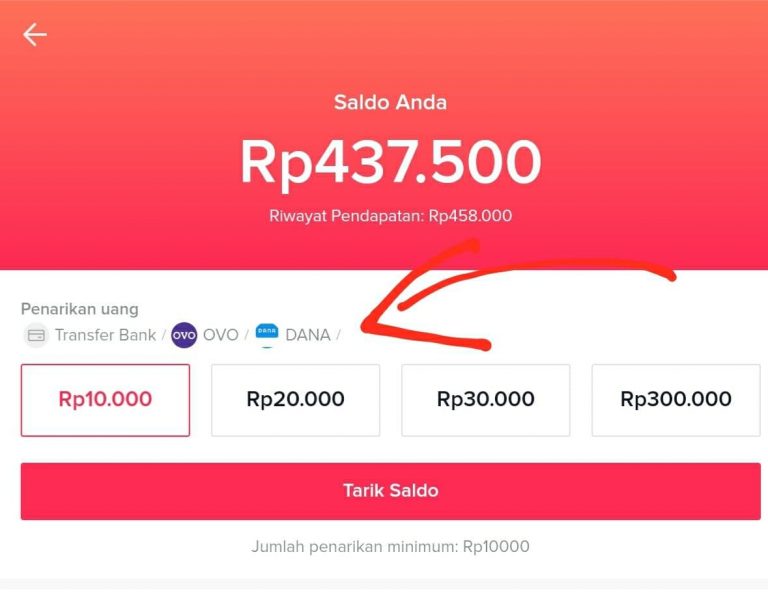 Saldo Anda
Rp437.500
Riwayat Pendapatan: Rp458.000
Penarikan uang
Transfer Bank / OVO OVO / DANA DANA /
Rp10.000 Rp20.000 Rp30.000 Rp300.000
Tarik Saldo
Jumlah penarikan minimum: Rp10000